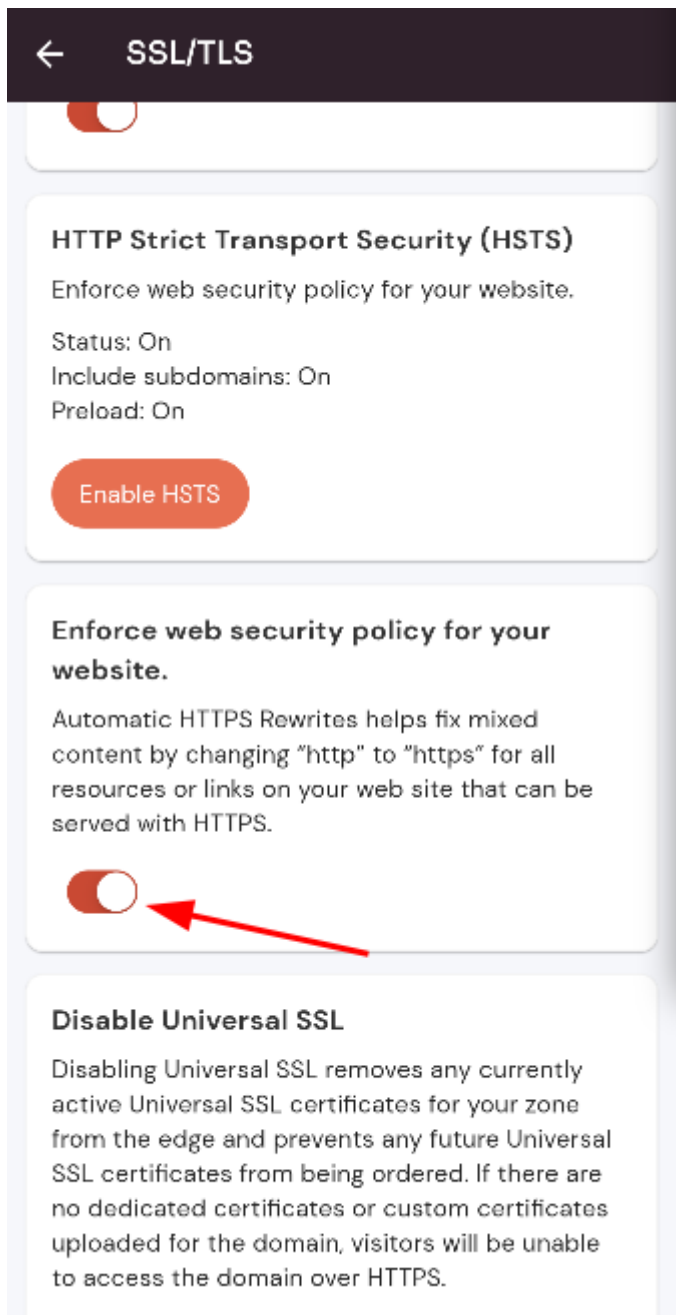 SSL/TLS
HTTP Strict Transport Security (HSTS)
Enforce web security policy for your website.
Status: On
Include subdomains: On
Preload: On
Enable HSTS
Enforce web security policy for your
website.
Automatic HTTPS Rewrites helps fix mixed
content by changing “http” to “https” for all
resources or links on your web site that can be
served with HTTPS.
Disable Universal SSL
Disabling Universal SSL removes any currently
active Universal SSL certificates for your zone
from the edge and prevents any future Universal
SSL certificates from being ordered. If there are
no dedicated certificates or custom certificates
uploaded for the domain, visitors will be unable
to access the domain over HTTPS.